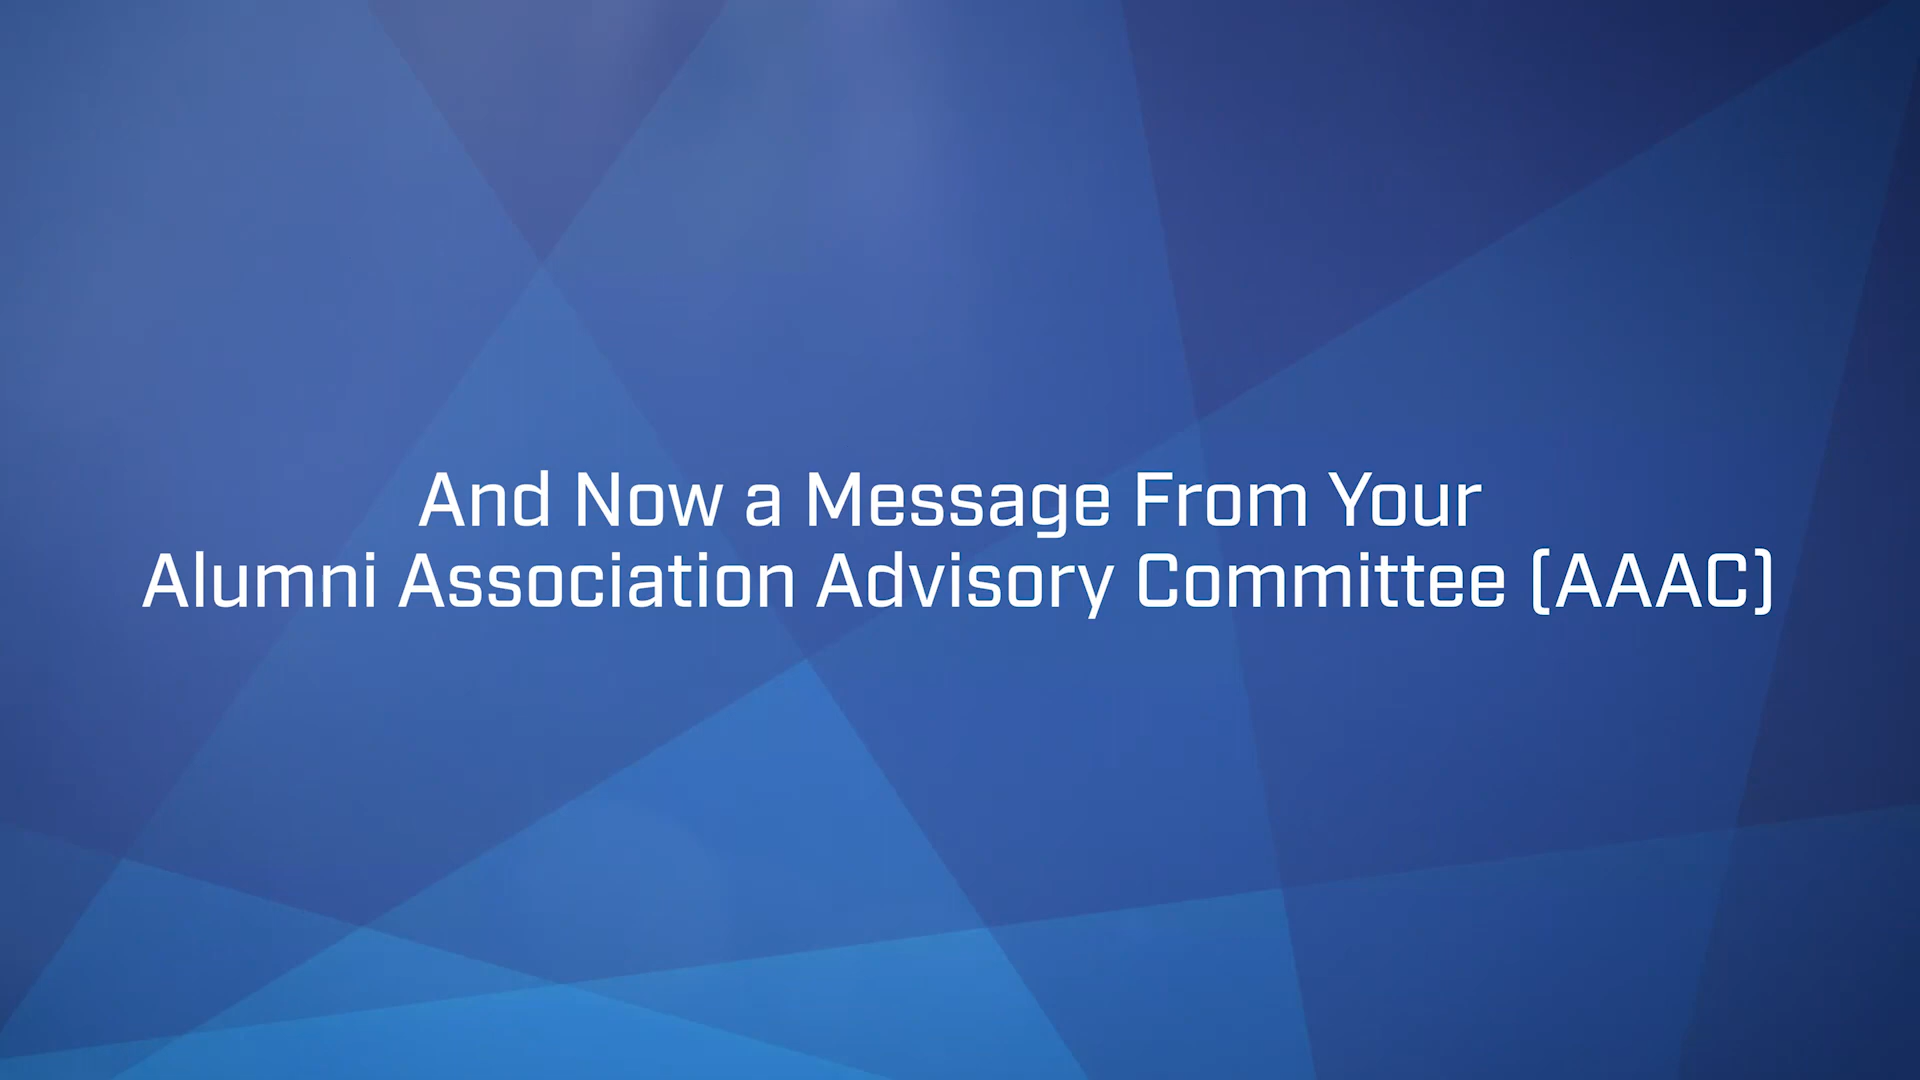 And Now a Message From Your
Alumni Association Advisory Committee (AAAC)